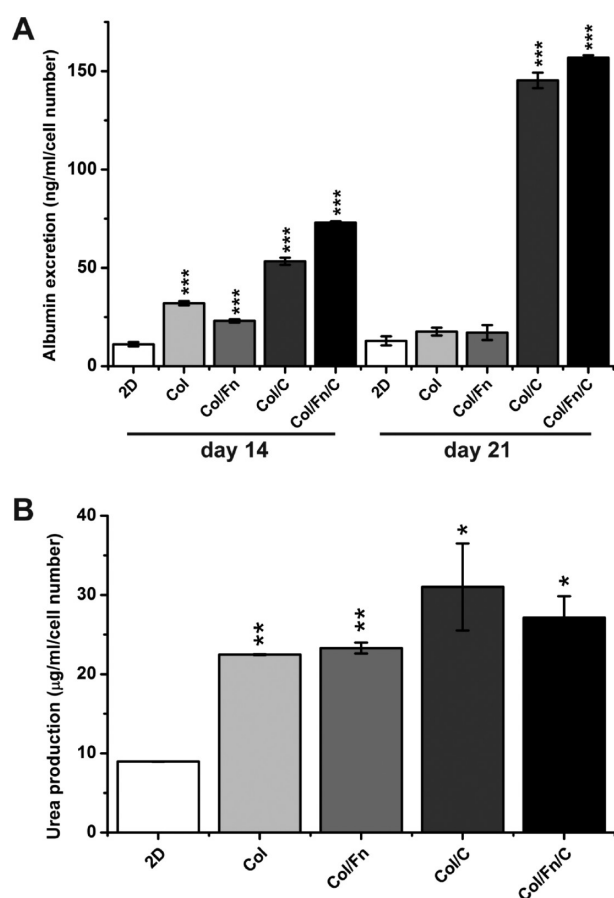 A
Albumin excretion (ng/ml/cell number)
150
100
50
0
***
***
***
***
***
***
2D
Col
Col/Fn
Col/C
Col/Fn/C
2D
Col
Col/Fn
Col/C
Col/Fn/C
day 14
day 21
B
Urea production (µg/ml/cell number)
40
30
20
10
0
**
**
*
*
2D
Col
Col/Fn
Col/C
Col/Fn/C